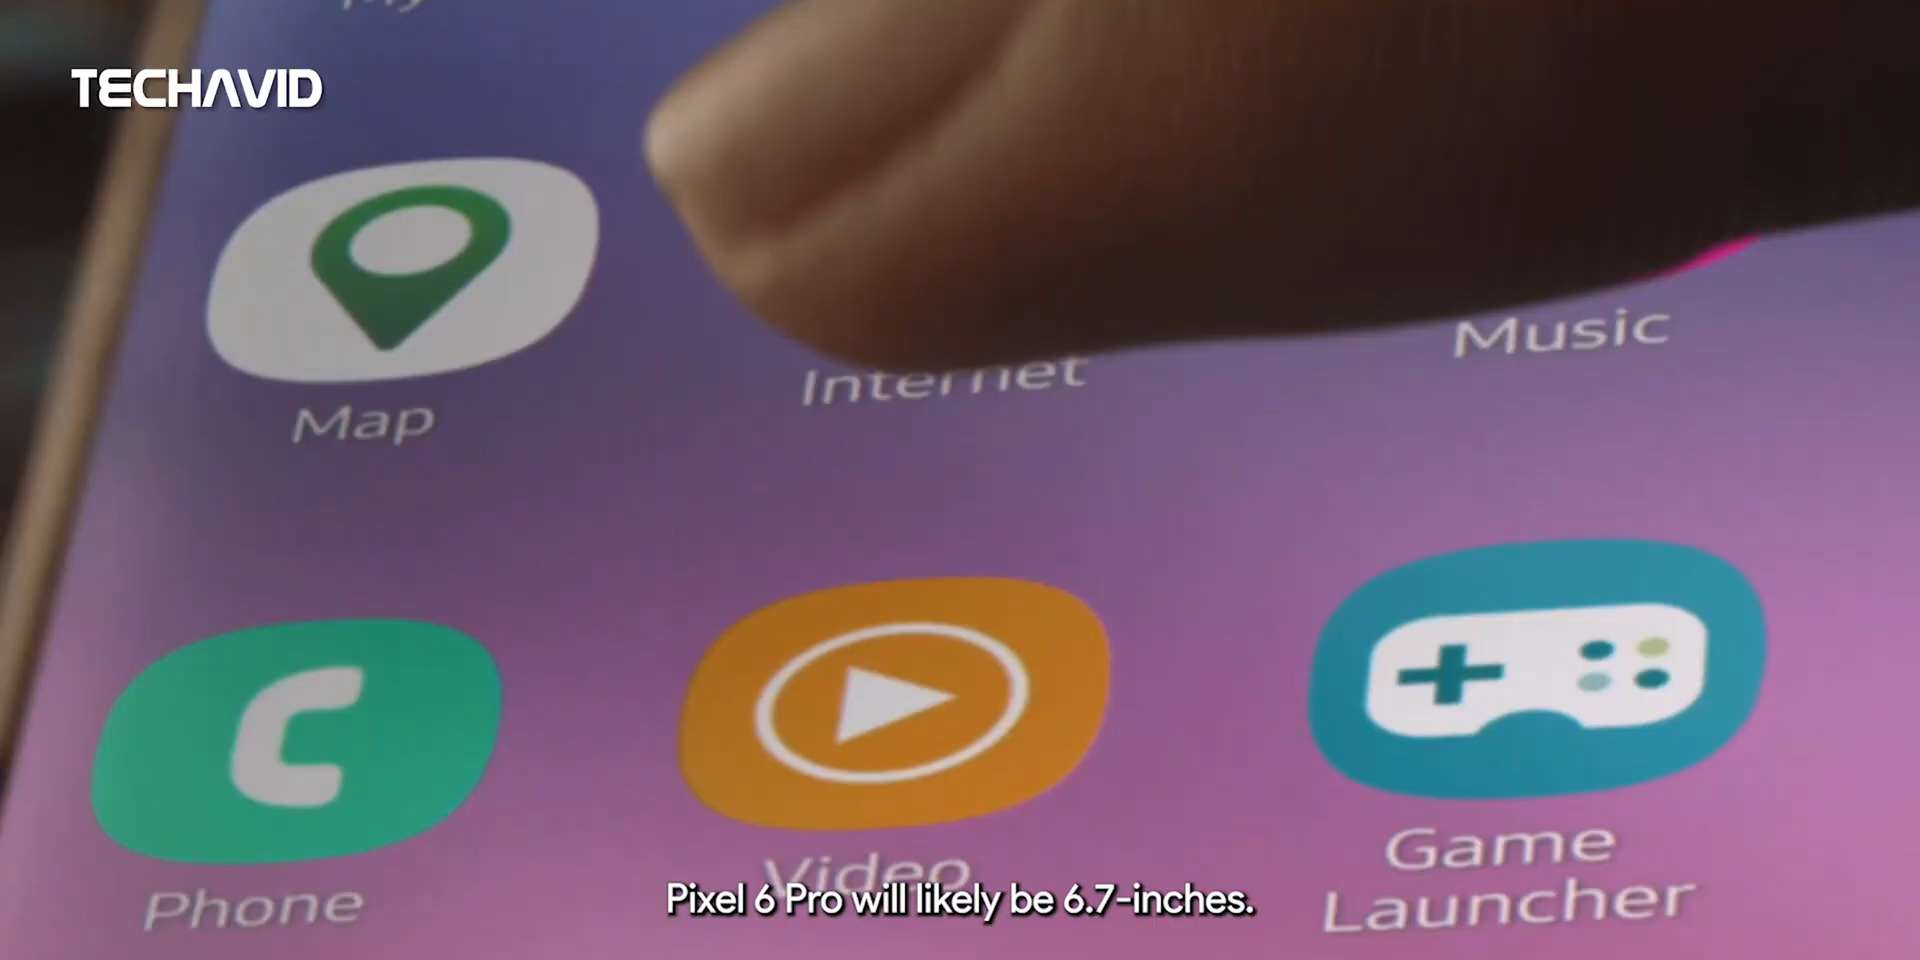 TECHAVID
Map
Internet
Music
Phone
Video
Game
Launcher
Pixel 6 Pro will likely be 6.7-inches.